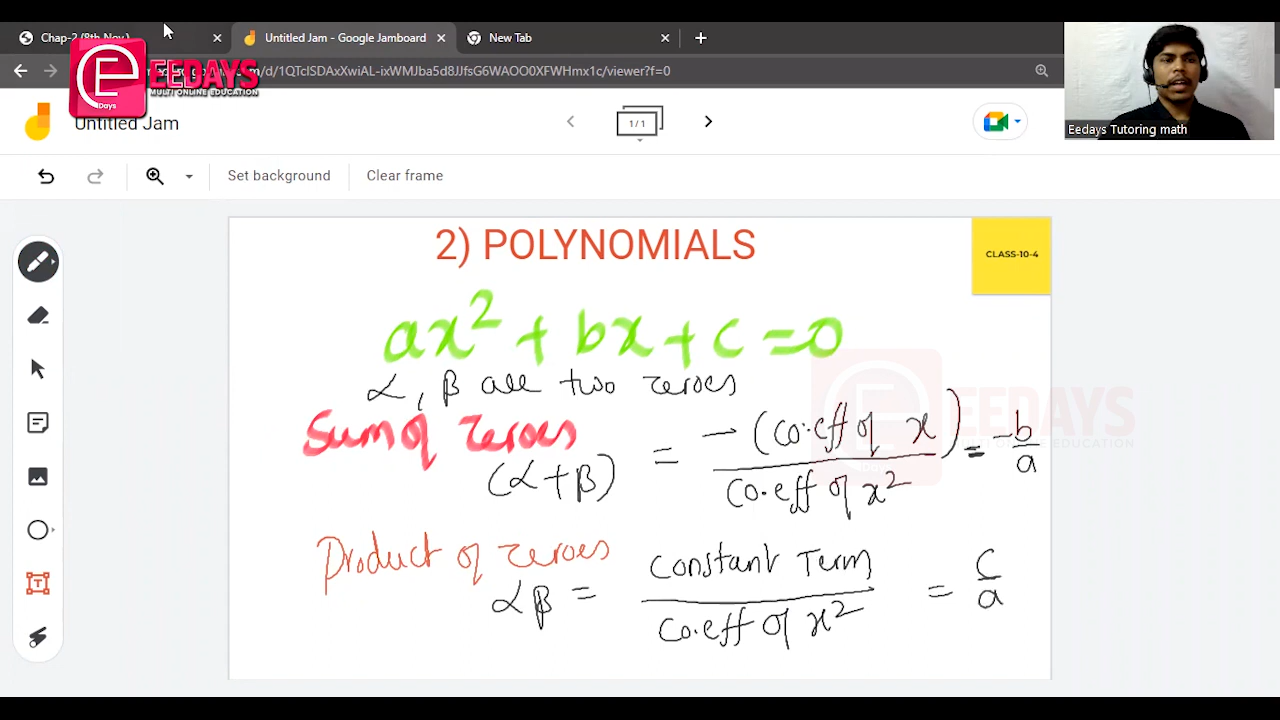 Chap-2 (8th Nov)
Untitled Jam - Google Jamboard
New Tab
/d/1QTcISDAxXwiAL-ixWMJba5d8JJfsG6WAOO0XFWHmx1c/viewer?f=0
e Days
EEDAYS
MULTI ONLINE EDUCATION
Untitled Jam
1 / 1
Eedays Tutoring math
Set background
Clear frame
2) POLYNOMIALS
CLASS-10-4
ax² + bx + c = 0
α, β are two zeroes
Sum of zeroes (α+β) = -(co.eff of x) / co.eff of x² = -b/a
EEDAYS
EDUCATION
Product of zeroes αβ = constant Term / co.eff of x² = c/a
T